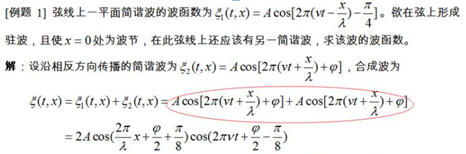 [例题 1] 弦线上一平面简谐波的波函数为 ξ₁(t,x) = A cos[2π(νt − x/λ) − π/4]。欲在弦上形成
驻波，且使 x = 0 处为波节，在此弦线上还应该有另一简谐波，求该波的波函数。
解：设沿相反方向传播的简谐波为 ξ₂(t,x) = A cos[2π(νt + x/λ) + φ]，合成波为
ξ(t,x) = ξ₁(t,x) + ξ₂(t,x) = A cos[2π(νt + x/λ) + φ] + A cos[2π(νt + x/λ) + φ]
= 2A cos(2π/λ x + φ/2 + π/8) cos(2πνt + φ/2 − π/8)